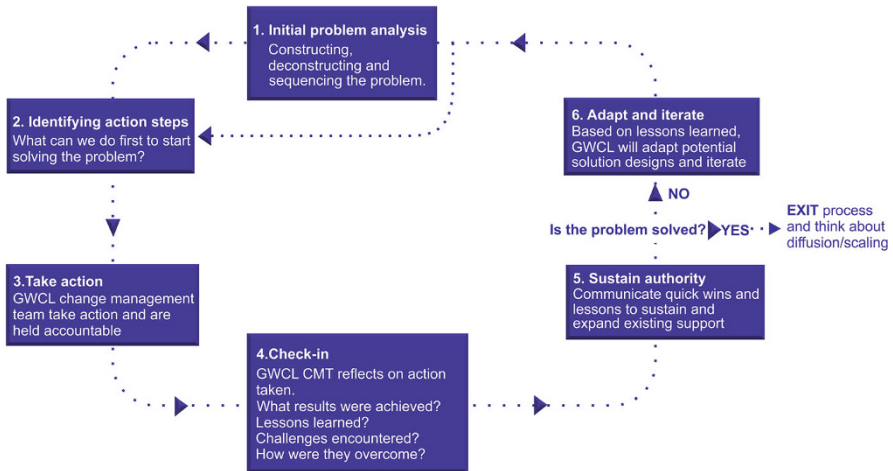 1. Initial problem analysis
Constructing,
deconstructing and
sequencing the problem.
2. Identifying action steps
What can we do first to start
solving the problem?
3.Take action
GWCL change management
team take action and are
held accountable
4.Check-in
GWCL CMT reflects on action
taken.
What results were achieved?
Lessons learned?
Challenges encountered?
How were they overcome?
5. Sustain authority
Communicate quick wins and
lessons to sustain and
expand existing support
Is the problem solved?
YES
EXIT process
and think about
diffusion/scaling
NO
6. Adapt and iterate
Based on lessons learned,
GWCL will adapt potential
solution designs and iterate